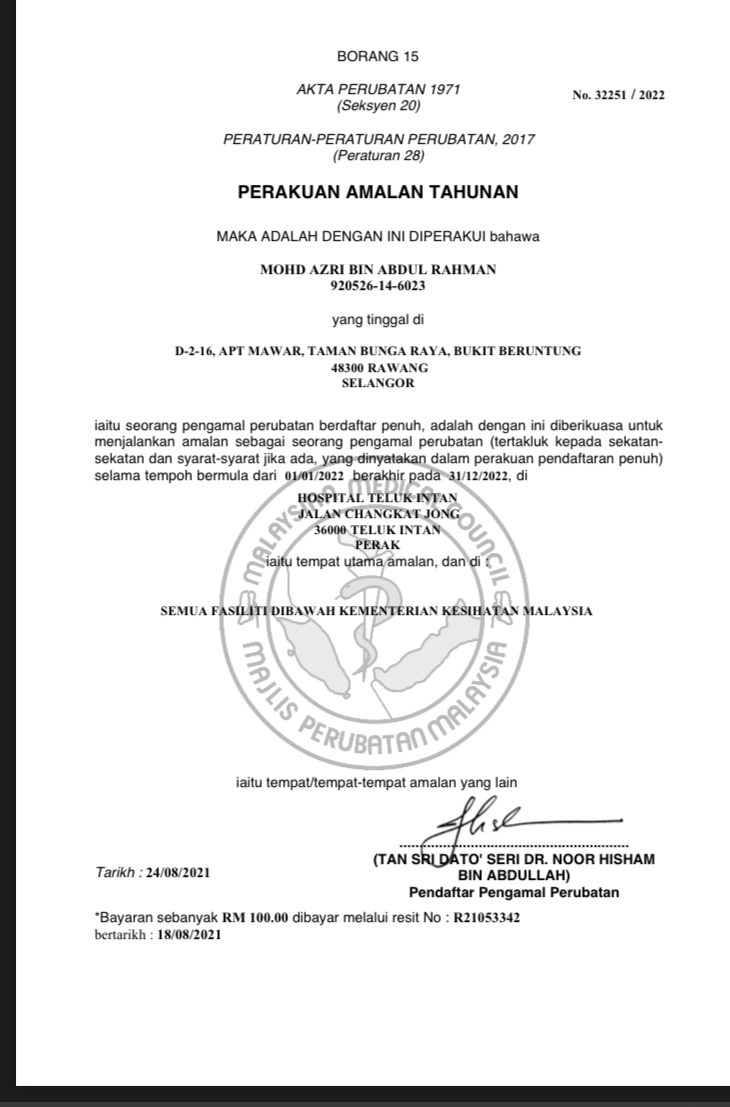 BORANG 15
AKTA PERUBATAN 1971
(Seksyen 20)
No. 32251 / 2022
PERATURAN-PERATURAN PERUBATAN, 2017
(Peraturan 28)
PERAKUAN AMALAN TAHUNAN
MAKA ADALAH DENGAN INI DIPERAKUI bahawa
MOHD AZRI BIN ABDUL RAHMAN
920526-14-6023
yang tinggal di
D-2-16, APT MAWAR, TAMAN BUNGA RAYA, BUKIT BERUNTUNG
48300 RAWANG
SELANGOR
iaitu seorang pengamal perubatan berdaftar penuh, adalah dengan ini diberikuasa untuk
menjalankan amalan sebagai seorang pengamal perubatan (tertakluk kepada sekatan-
sekatan dan syarat-syarat jika ada, yang dinyatakan dalam perakuan pendaftaran penuh)
selama tempoh bermula dari 01/01/2022 berakhir pada 31/12/2022, di
HOSPITAL TELUK INTAN
JALAN CHANGKAT JONG
36000 TELUK INTAN
PERAK
iaitu tempat utama amalan, dan di :
SEMUA FASILITI DIBAWAH KEMENTERIAN KESIHATAN MALAYSIA
MALAYSIAN MEDICAL COUNCIL
MAJLIS PERUBATAN MALAYSIA
iaitu tempat/tempat-tempat amalan yang lain
(TAN SRI DATO' SERI DR. NOOR HISHAM
BIN ABDULLAH)
Pendaftar Pengamal Perubatan
Tarikh : 24/08/2021
*Bayaran sebanyak RM 100.00 dibayar melalui resit No : R21053342
bertarikh : 18/08/2021